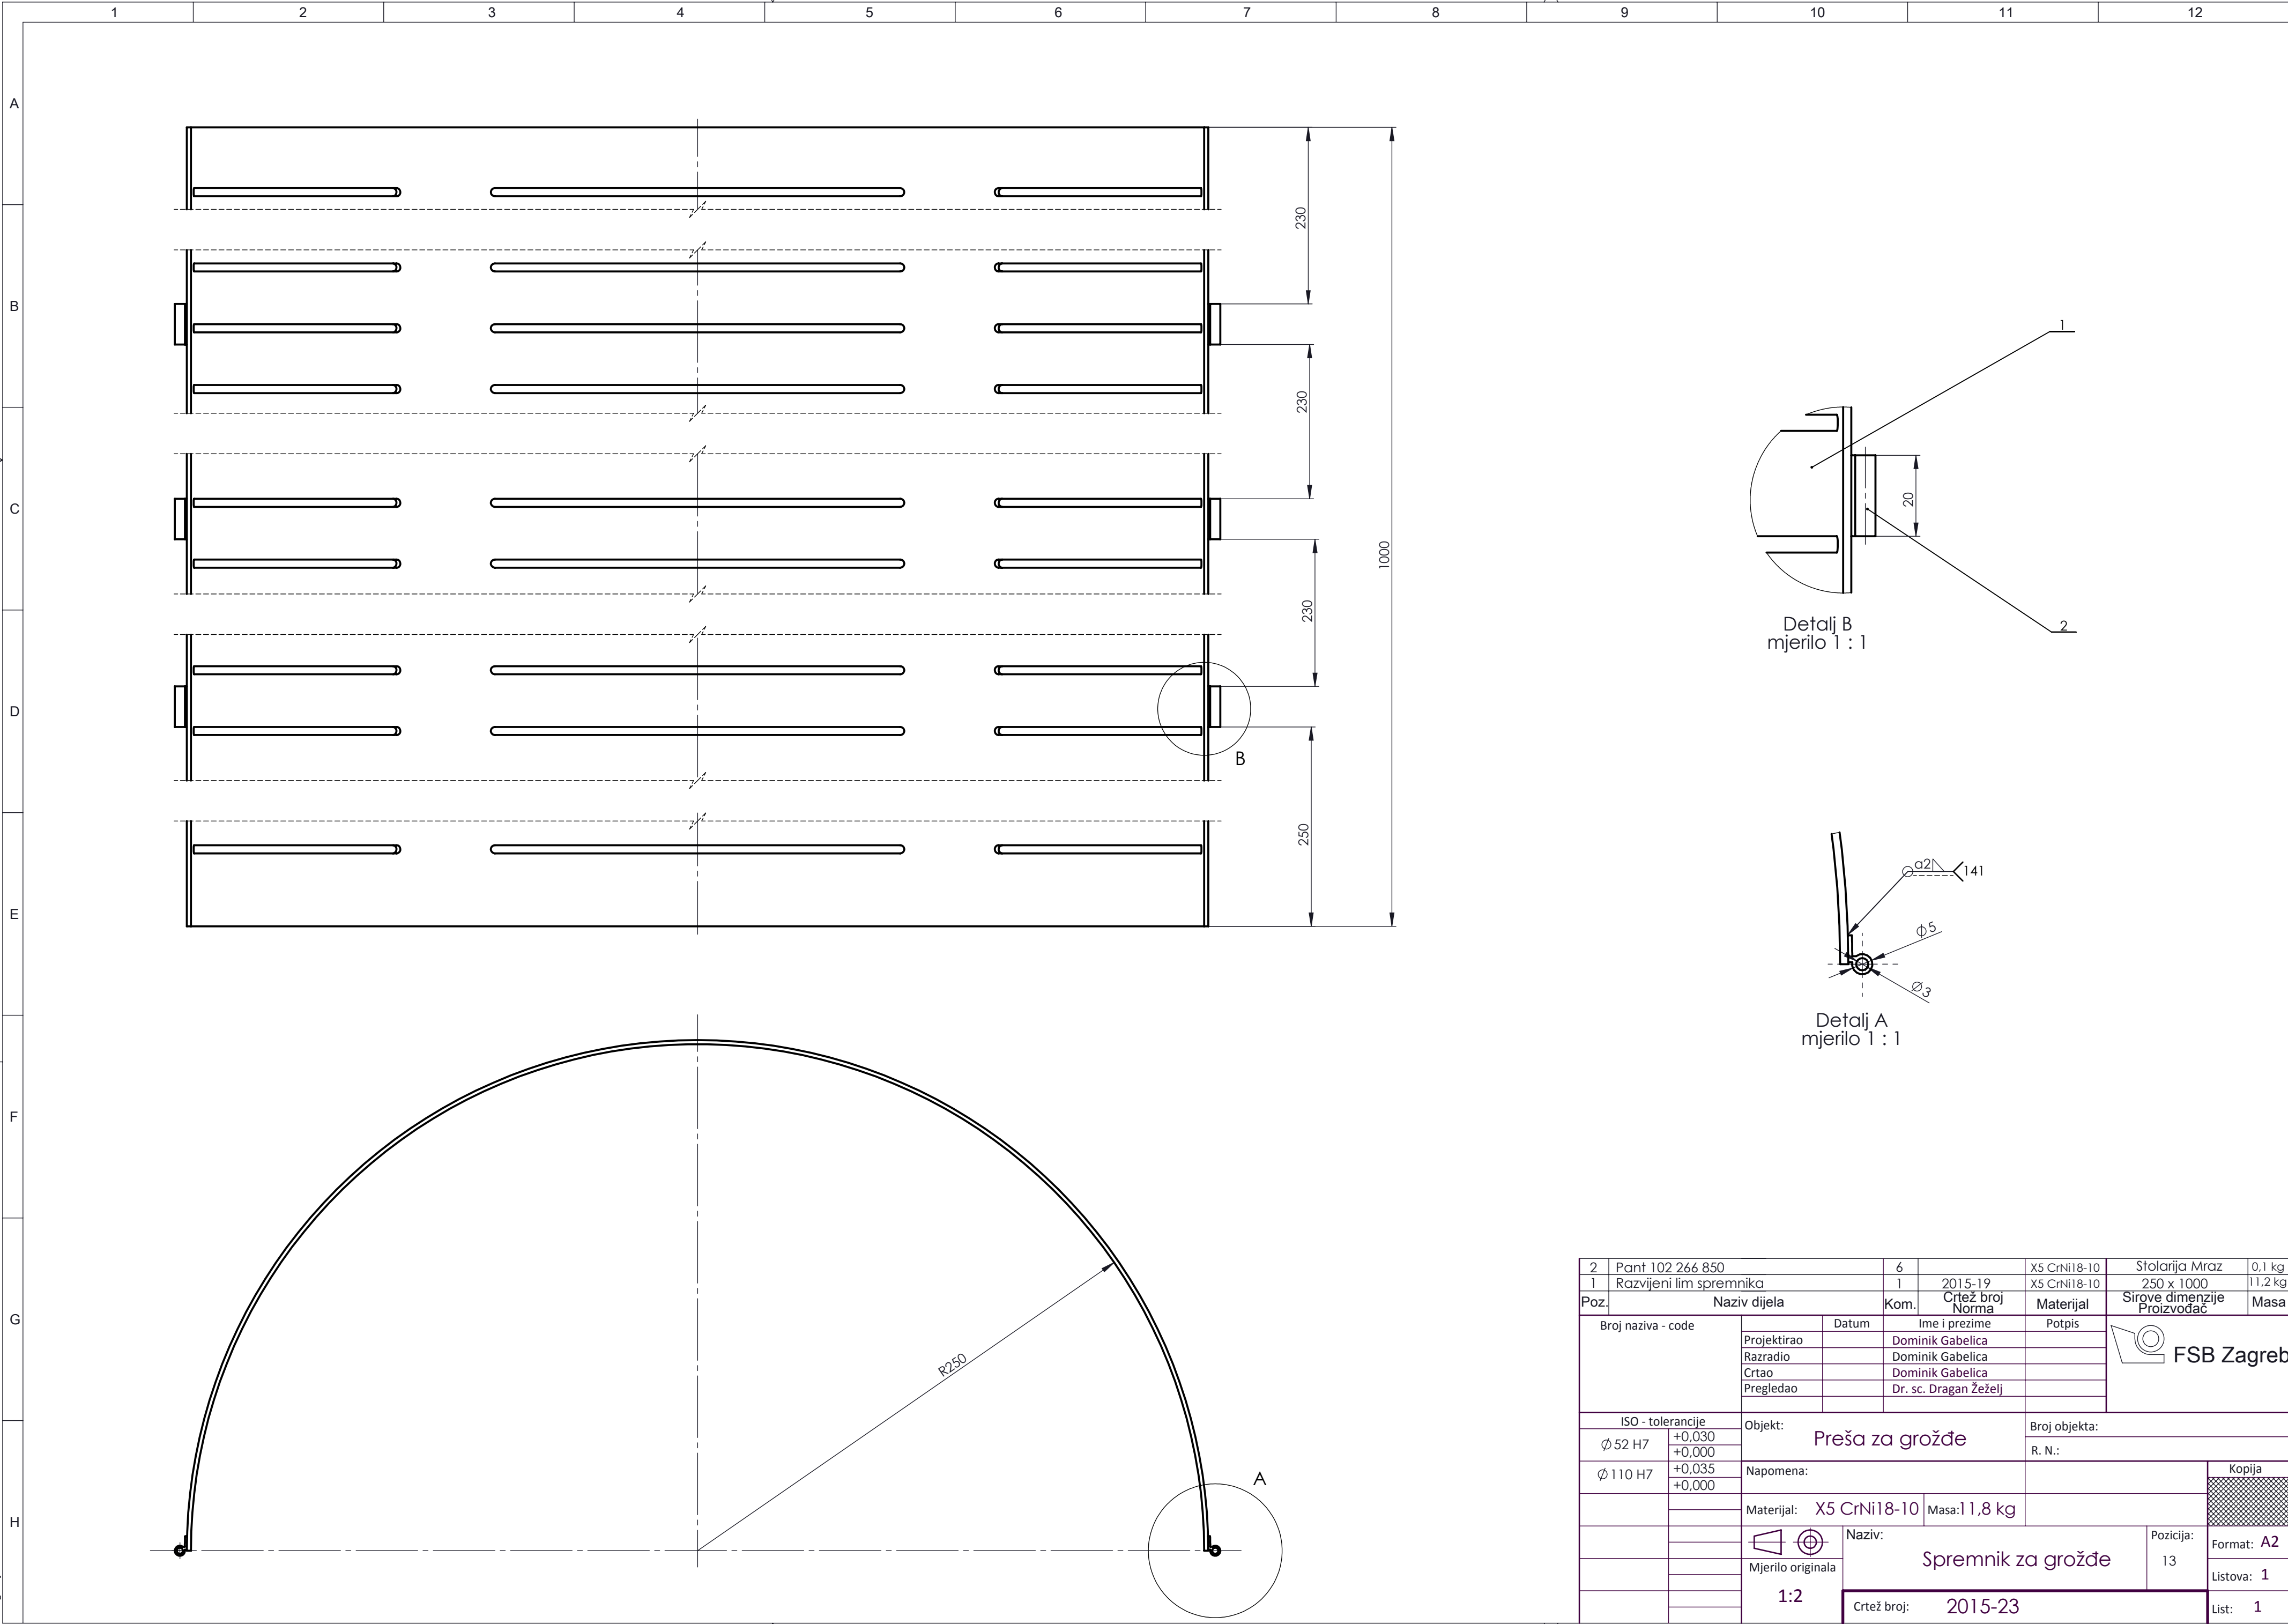 1 2 3 4 5 6 7 8 9 10 11 12
A
B
C
D
E
F
G
H
230
230
230
250
1000
B
1
20
2
Detalj B
mjerilo 1 : 1
a2 141
Φ5
Ø3
Detalj A
mjerilo 1 : 1
R250
A
2 Pant 102 266 850 6 X5 CrNi18-10 Stolarija Mraz 0,1 kg
1 Razvijeni lim spremnika 1 2015-19 X5 CrNi18-10 250 x 1000 11,2 kg
Poz. Naziv dijela Kom. Crtež broj Norma Materijal Sirove dimenzije Proizvođač Masa
Broj naziva - code Datum Ime i prezime Potpis
Projektirao Dominik Gabelica
Razradio Dominik Gabelica
Crtao Dominik Gabelica
Pregledao Dr. sc. Dragan Žeželj
FSB Zagreb
ISO - tolerancije
Ø52 H7 +0,030
+0,000
Ø110 H7 +0,035
+0,000
Objekt: Preša za grožđe
Broj objekta:
R. N.:
Napomena:
Kopija
Materijal: X5 CrNi18-10 Masa:11,8 kg
Naziv: Spremnik za grožđe
Pozicija: 13
Format: A2
Mjerilo originala
1:2
Listova: 1
Crtež broj: 2015-23
List: 1